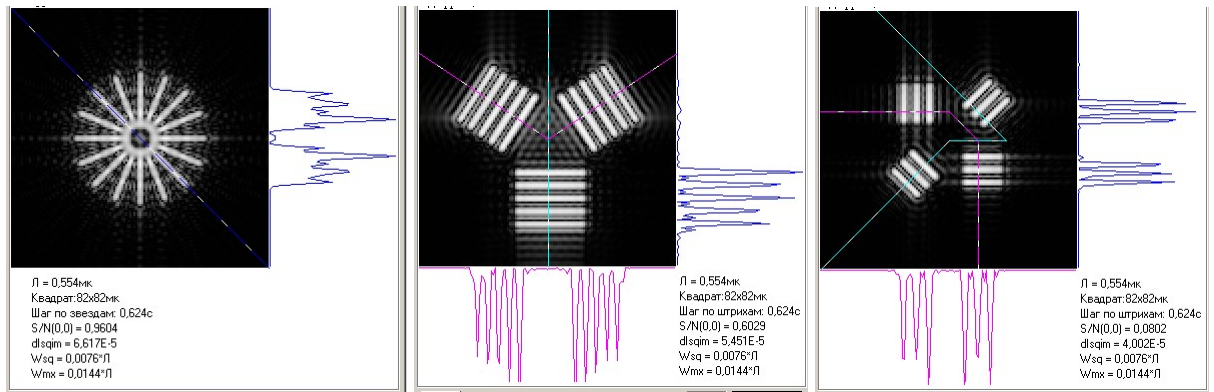 Л = 0,554мк
Квадрат:82x82мк
Шаг по звездам: 0,624с
S/N(0,0) = 0,9604
dIsqim = 6,617E-5
Wsq = 0,0076*Л
Wmx = 0,0144*Л
Л = 0,554мк
Квадрат:82x82мк
Шаг по штрихам: 0,624с
S/N(0,0) = 0,6029
dIsqim = 5,451E-5
Wsq = 0,0076*Л
Wmx = 0,0144*Л
Л = 0,554мк
Квадрат:82x82мк
Шаг по штрихам: 0,624с
S/N(0,0) = 0,0802
dIsqim = 4,002E-5
Wsq = 0,0076*Л
Wmx = 0,0144*Л